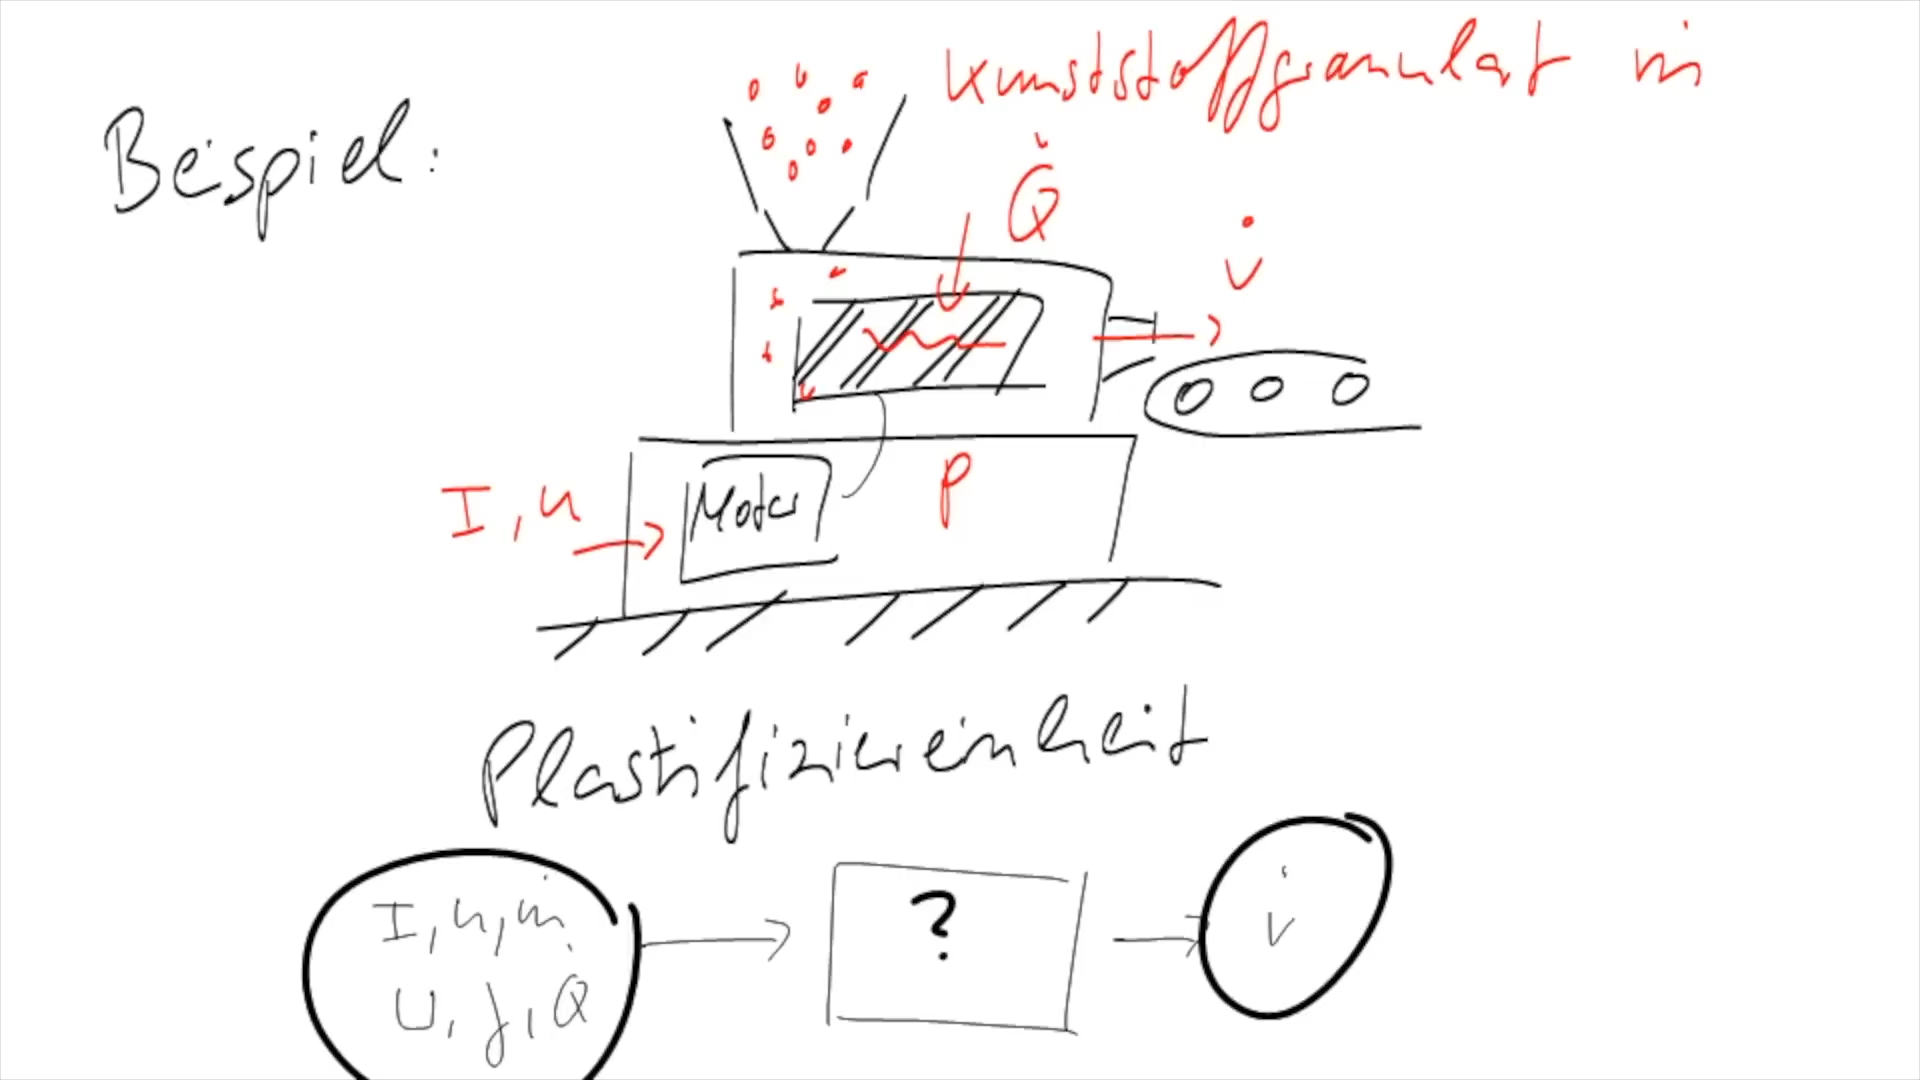 Kunststoffgranulat ṁ
Beispiel:
Q̇
V̇
I, n
Motor
P
Plastifiziereinheit
I, n, ṁ,
U, f, Q̇
?
V̇